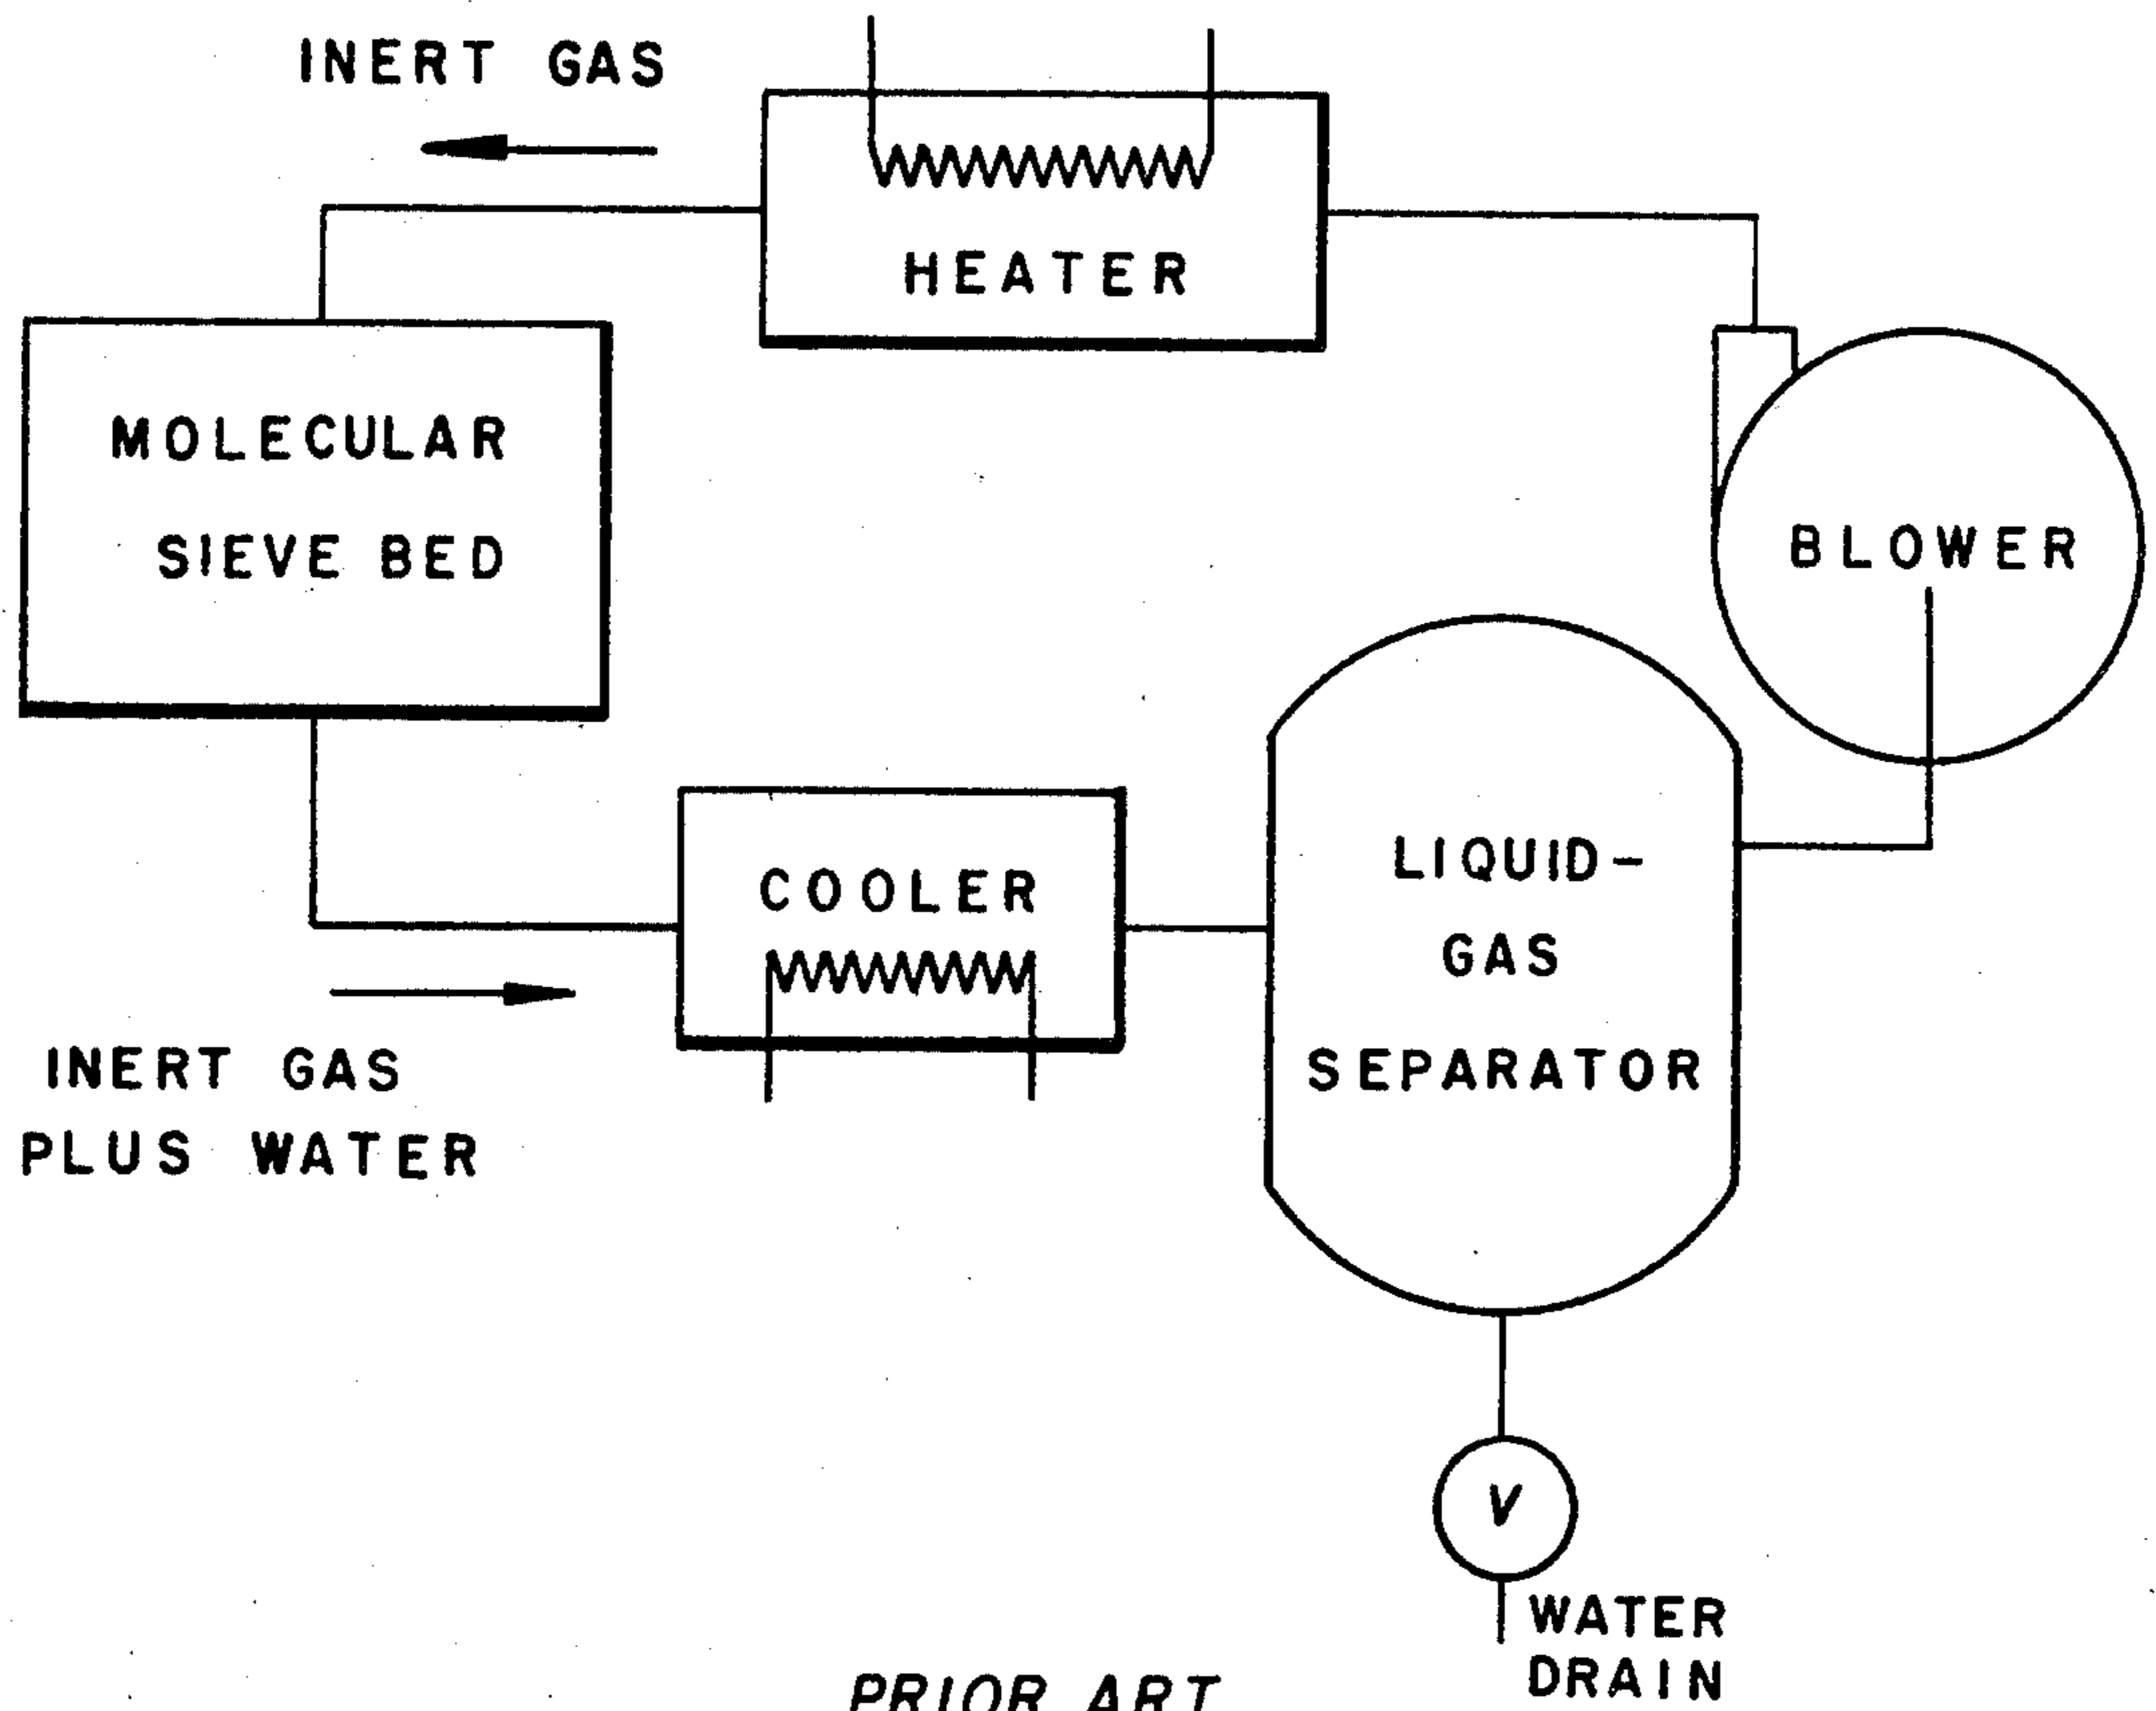 INERT GAS
HEATER
MOLECULAR
SIEVE BED
BLOWER
COOLER
LIQUID-
GAS
SEPARATOR
INERT GAS
PLUS WATER
V
WATER
DRAIN
PRIOR ART